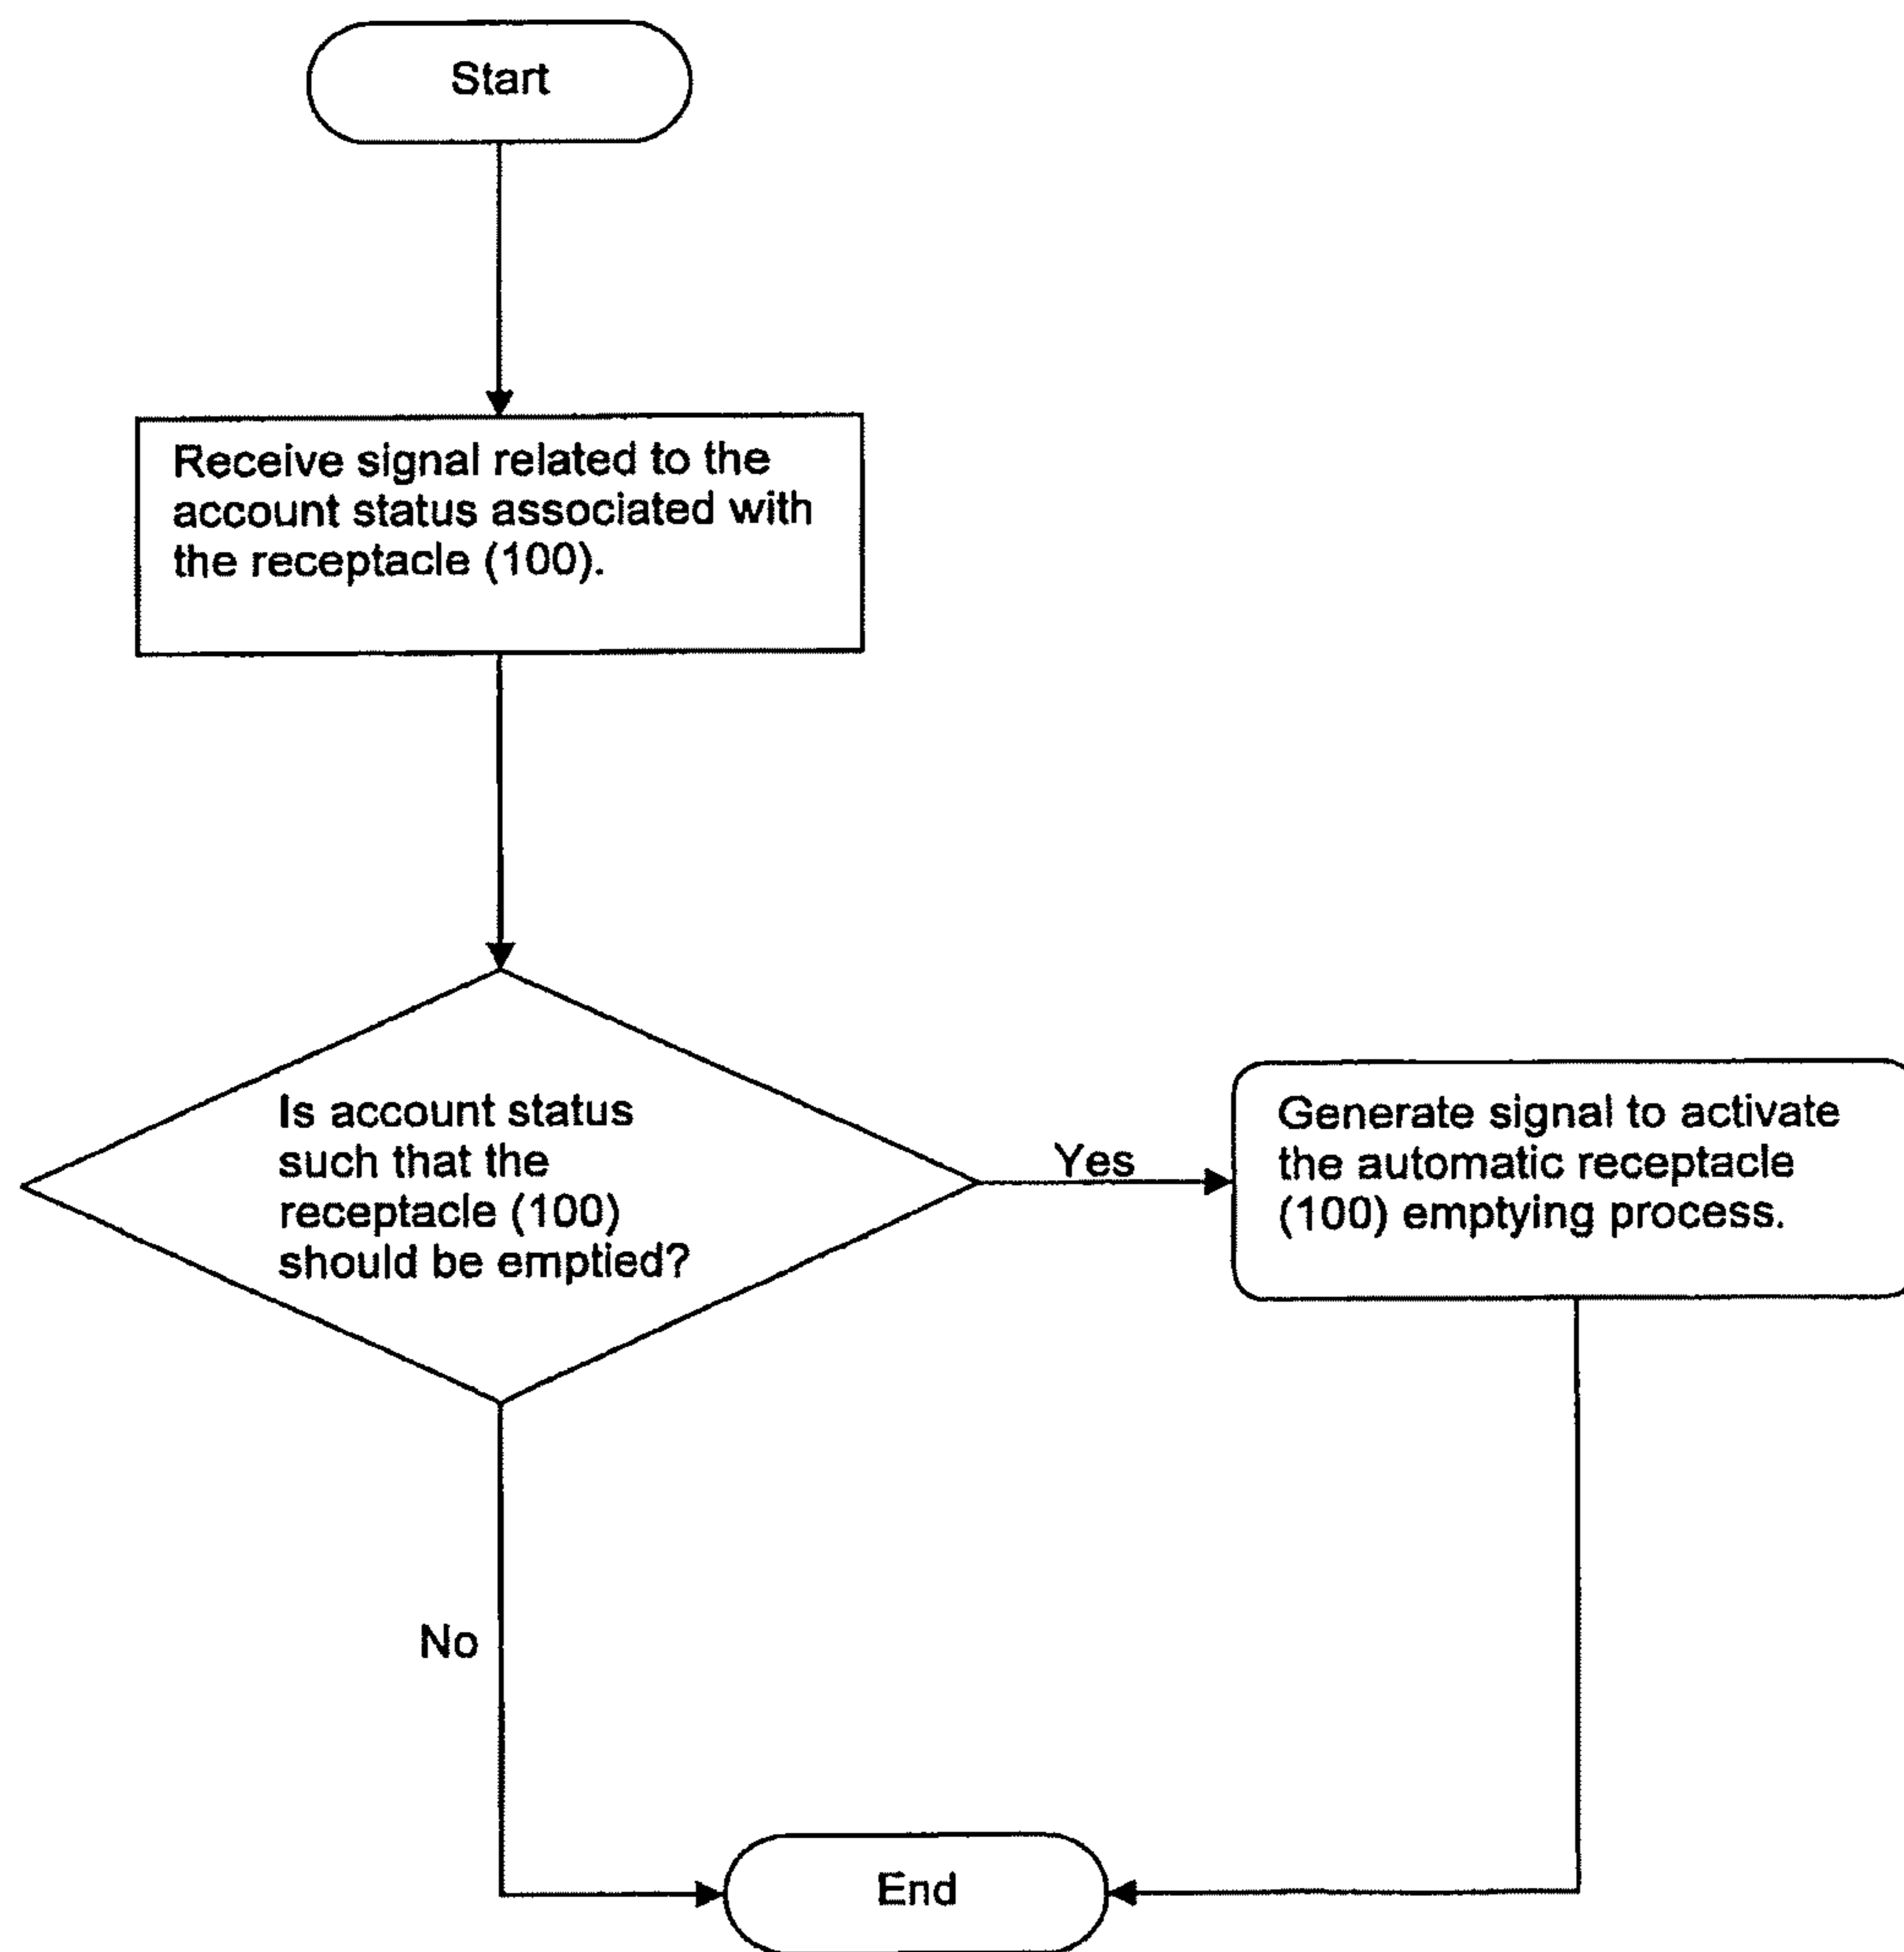 Start
Receive signal related to the
account status associated with
the receptacle (100).
Is account status
such that the
receptacle (100)
should be emptied?
Yes
Generate signal to activate
the automatic receptacle
(100) emptying process.
No
End